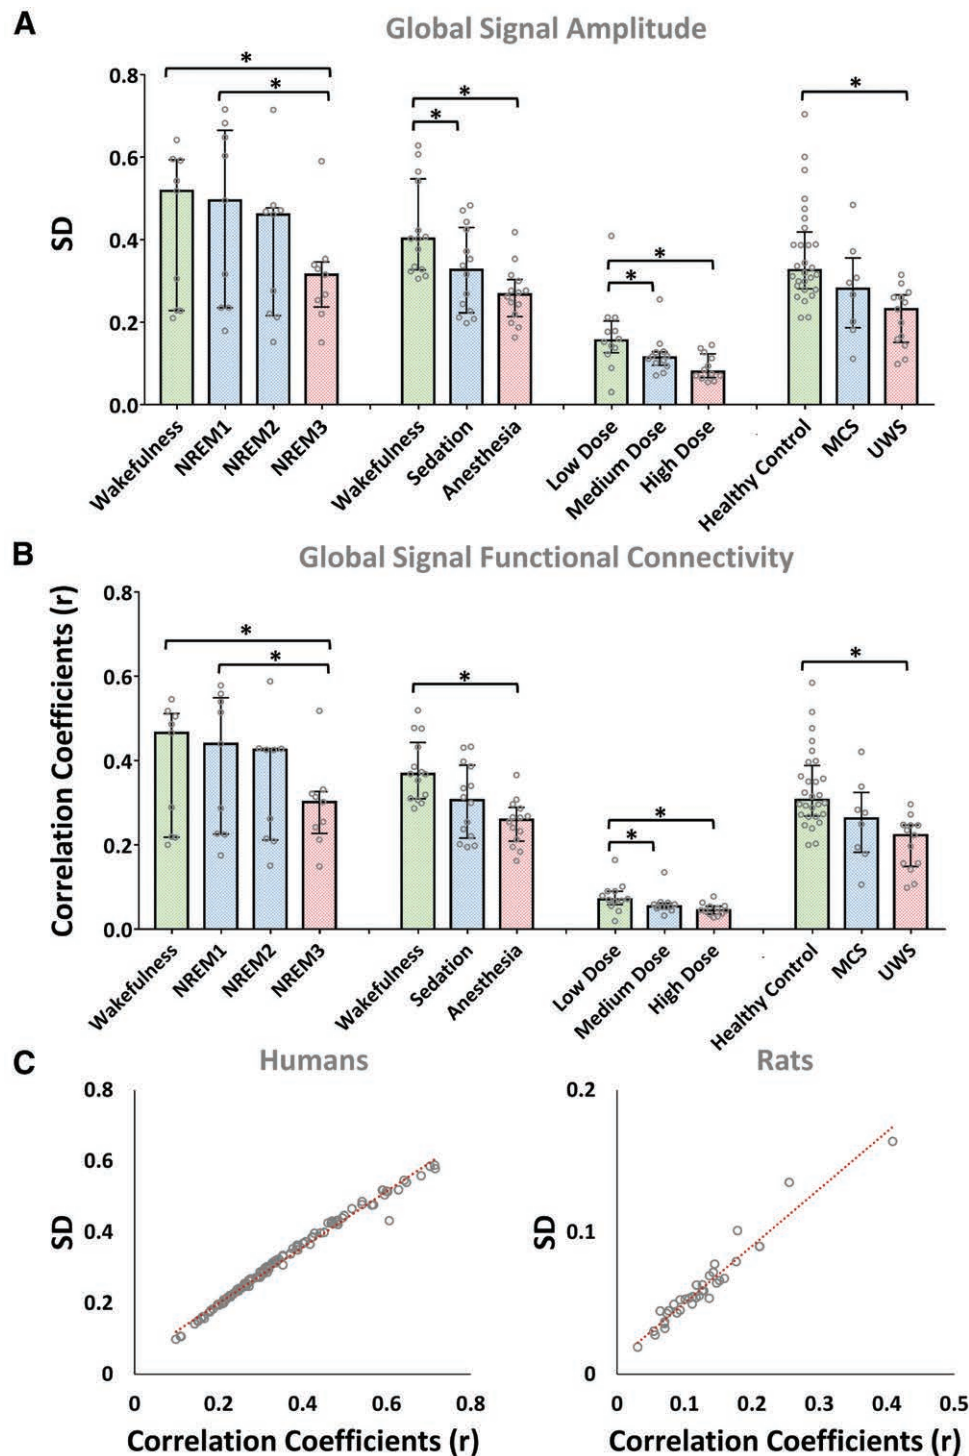 A
Global Signal Amplitude
* *
* *
* *
*
SD
0.8
0.6
0.4
0.2
0.0
Wakefulness NREM1 NREM2 NREM3 Wakefulness Sedation Anesthesia Low Dose Medium Dose High Dose Healthy Control MCS UWS
B
Global Signal Functional Connectivity
* *
*
* *
*
Correlation Coefficients (r)
0.8
0.6
0.4
0.2
0.0
Wakefulness NREM1 NREM2 NREM3 Wakefulness Sedation Anesthesia Low Dose Medium Dose High Dose Healthy Control MCS UWS
C
Humans
SD
0.8
0.6
0.4
0.2
0
0 0.2 0.4 0.6 0.8
Correlation Coefficients (r)
Rats
SD
0.2
0.1
0
0 0.1 0.2 0.3 0.4 0.5
Correlation Coefficients (r)